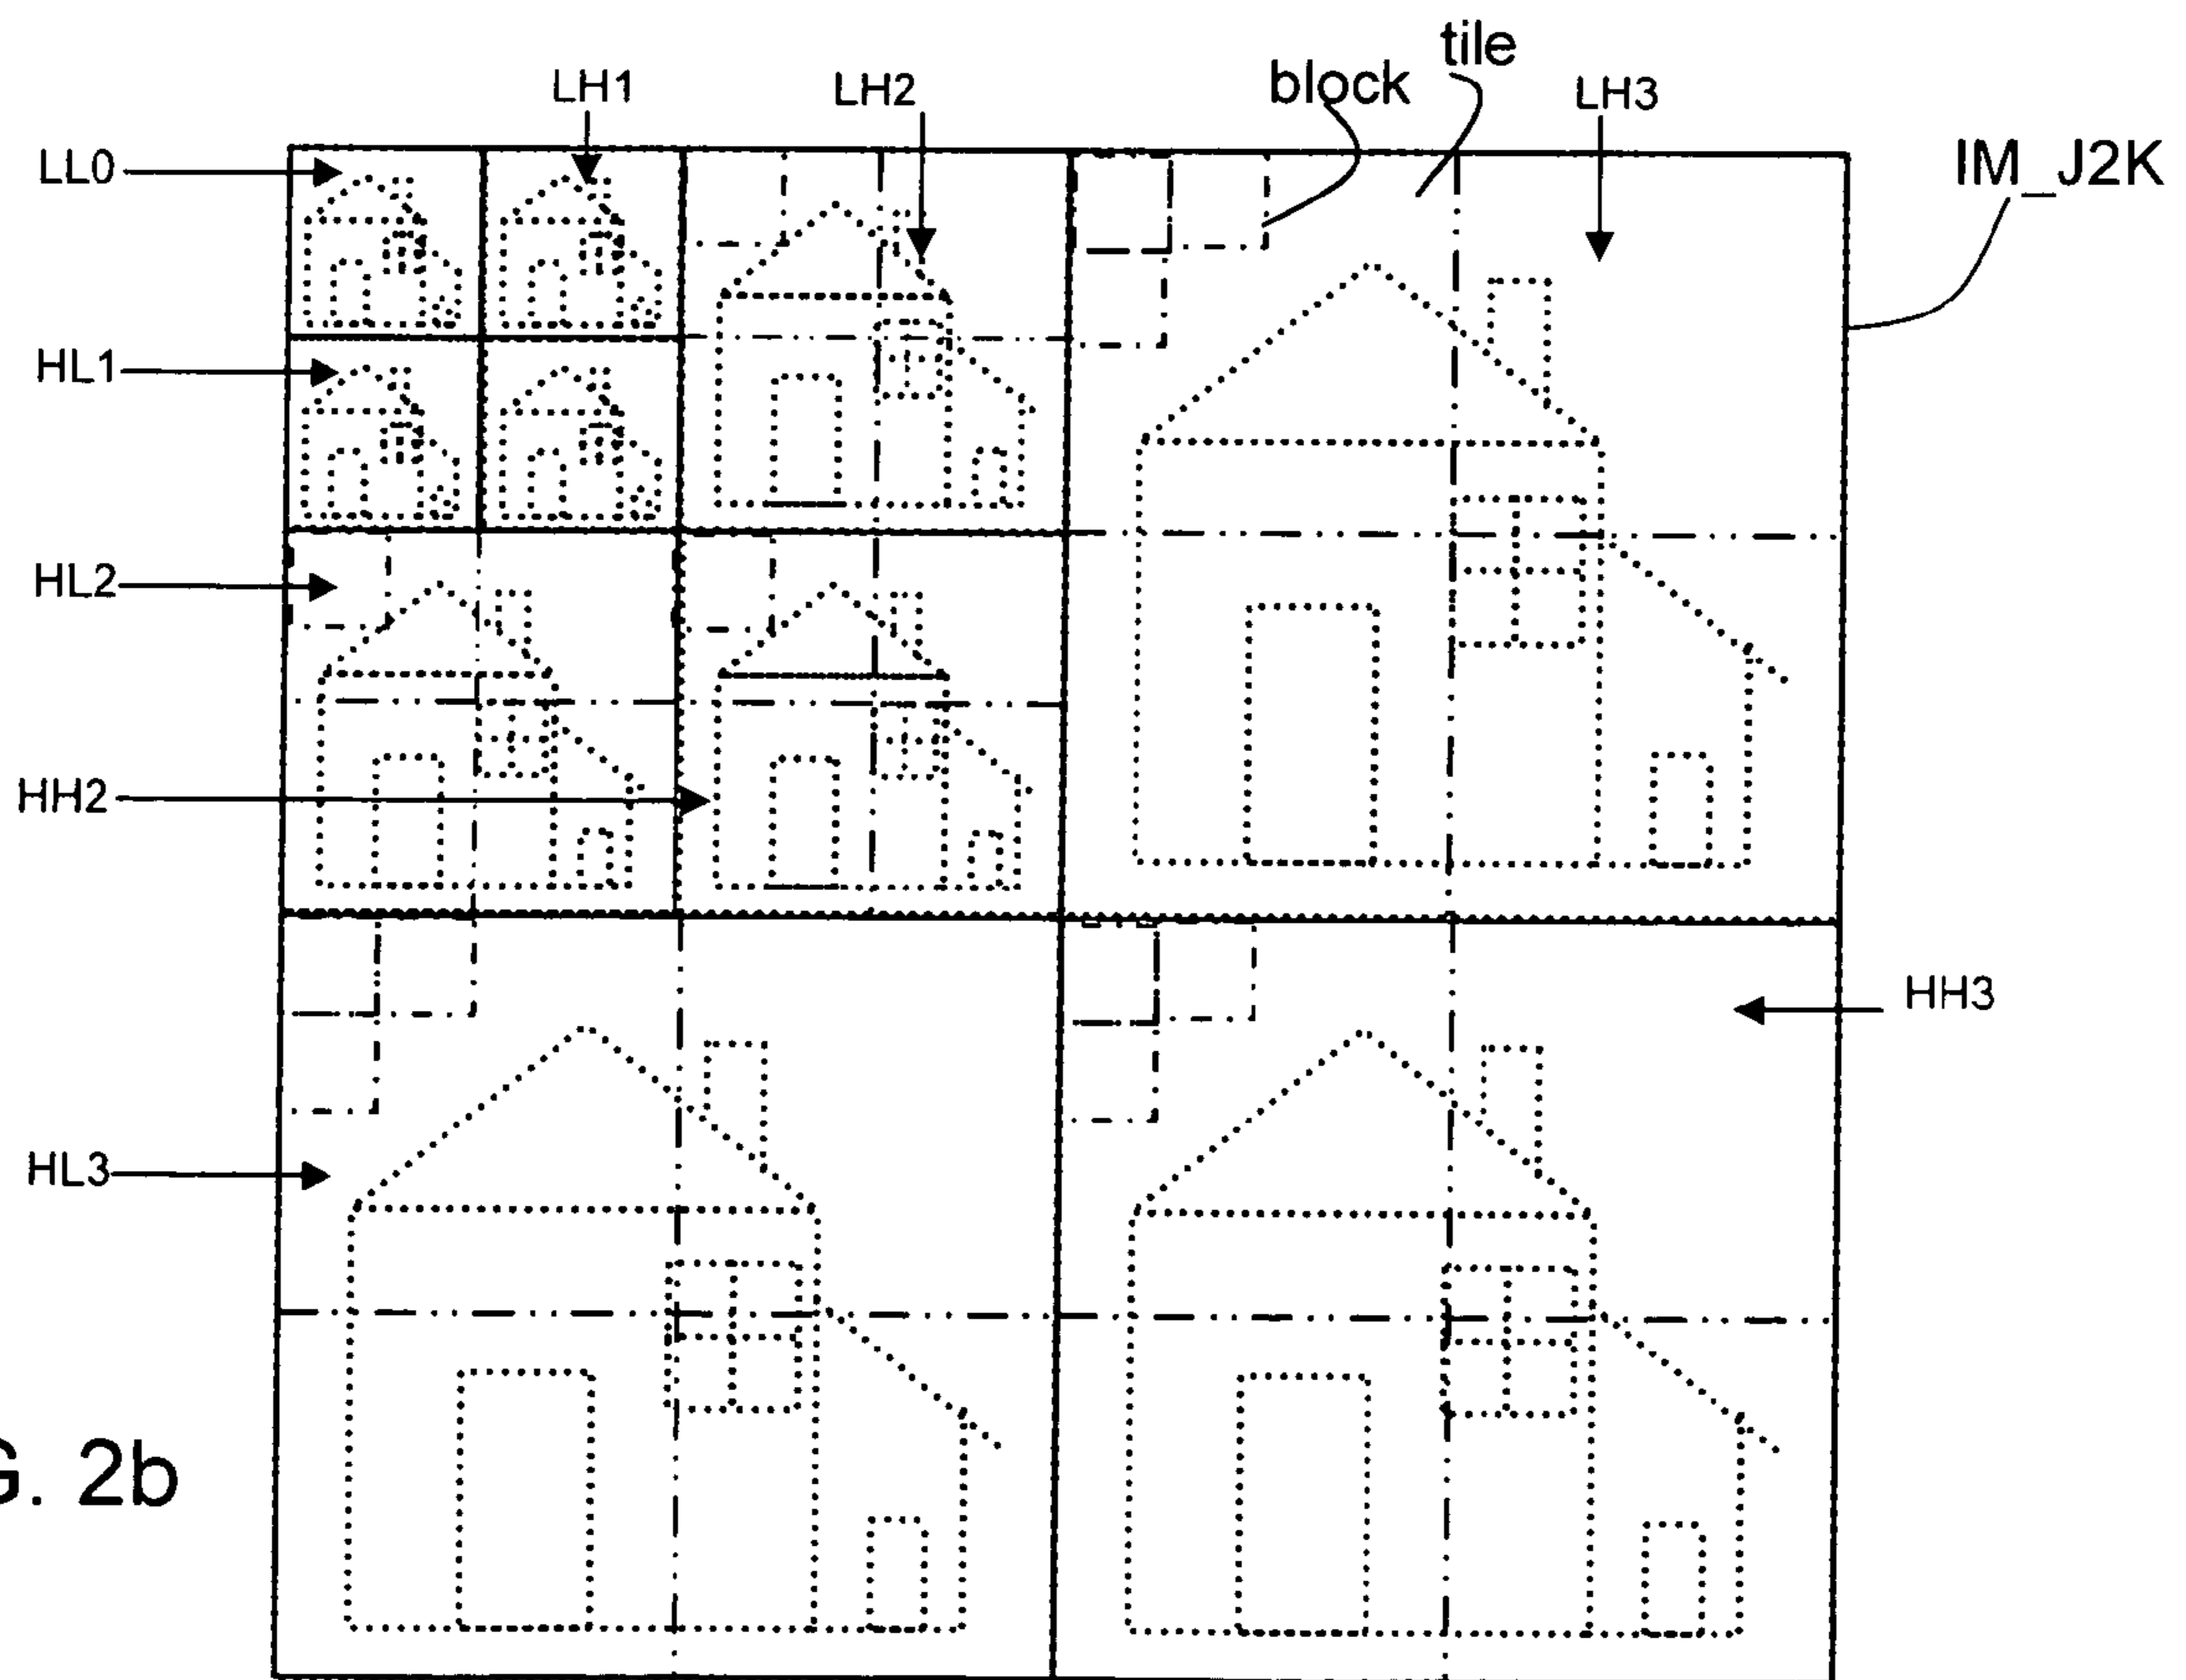 tile
block
LH1
LH2
LH3
LL0
IM_J2K
HL1
HL2
HH2
HH3
HL3
G. 2b